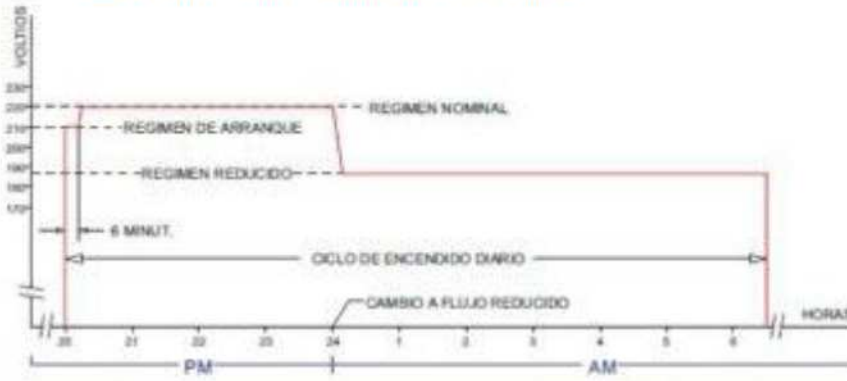 VOLTIOS
230
220
REGIMEN NOMINAL
210
REGIMEN DE ARRANQUE
200
190
REGIMEN REDUCIDO
180
170
6 MINUT.
CICLO DE ENCENDIDO DIARIO
CAMBIO A FLUJO REDUCIDO
HORAS
20 21 22 23 24 1 2 3 4 5 6
PM AM